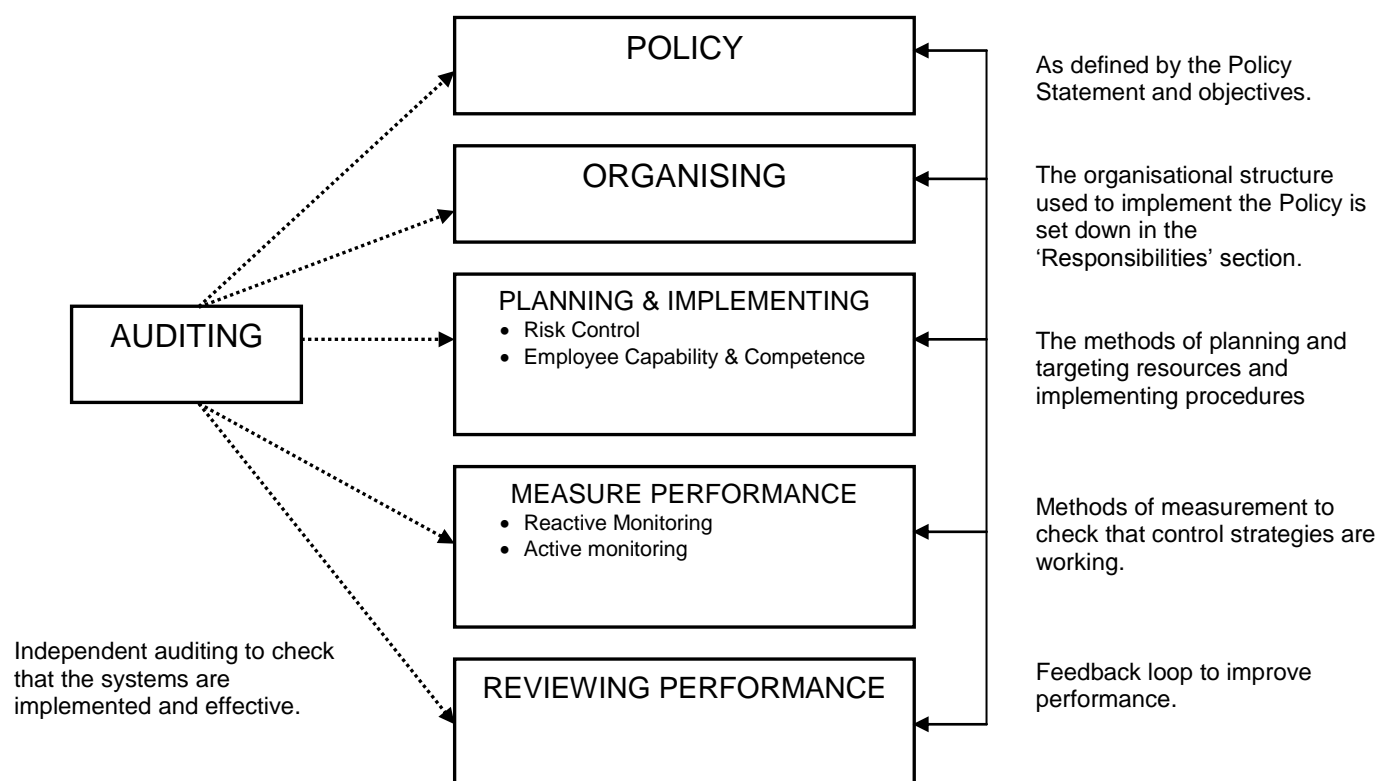 POLICY
As defined by the Policy
Statement and objectives.
ORGANISING
The organisational structure
used to implement the Policy is
set down in the
‘Responsibilities’ section.
AUDITING
PLANNING & IMPLEMENTING
• Risk Control
• Employee Capability & Competence
The methods of planning and
targeting resources and
implementing procedures
MEASURE PERFORMANCE
• Reactive Monitoring
• Active monitoring
Methods of measurement to
check that control strategies are
working.
Independent auditing to check
that the systems are
implemented and effective.
REVIEWING PERFORMANCE
Feedback loop to improve
performance.